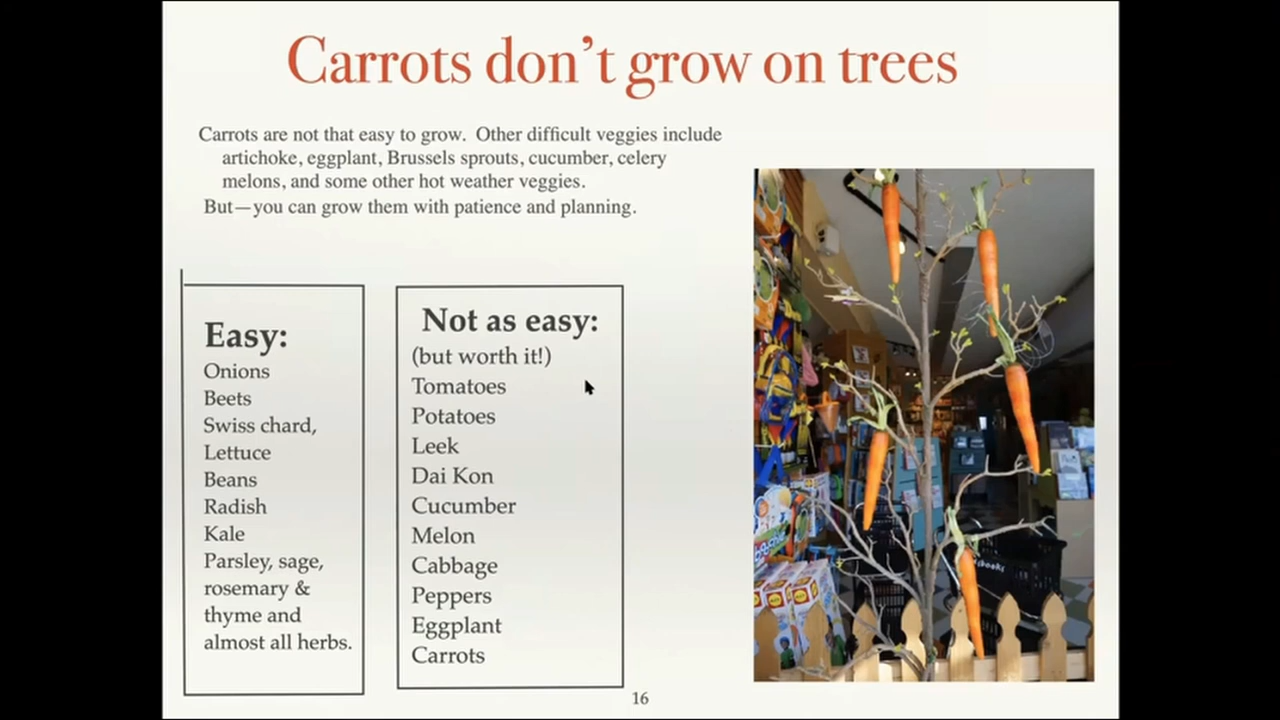 Carrots don't grow on trees
Carrots are not that easy to grow. Other difficult veggies include
artichoke, eggplant, Brussels sprouts, cucumber, celery
melons, and some other hot weather veggies.
But—you can grow them with patience and planning.
Easy:
Onions
Beets
Swiss chard,
Lettuce
Beans
Radish
Kale
Parsley, sage,
rosemary &
thyme and
almost all herbs.
Not as easy:
(but worth it!)
Tomatoes
Potatoes
Leek
Dai Kon
Cucumber
Melon
Cabbage
Peppers
Eggplant
Carrots
16